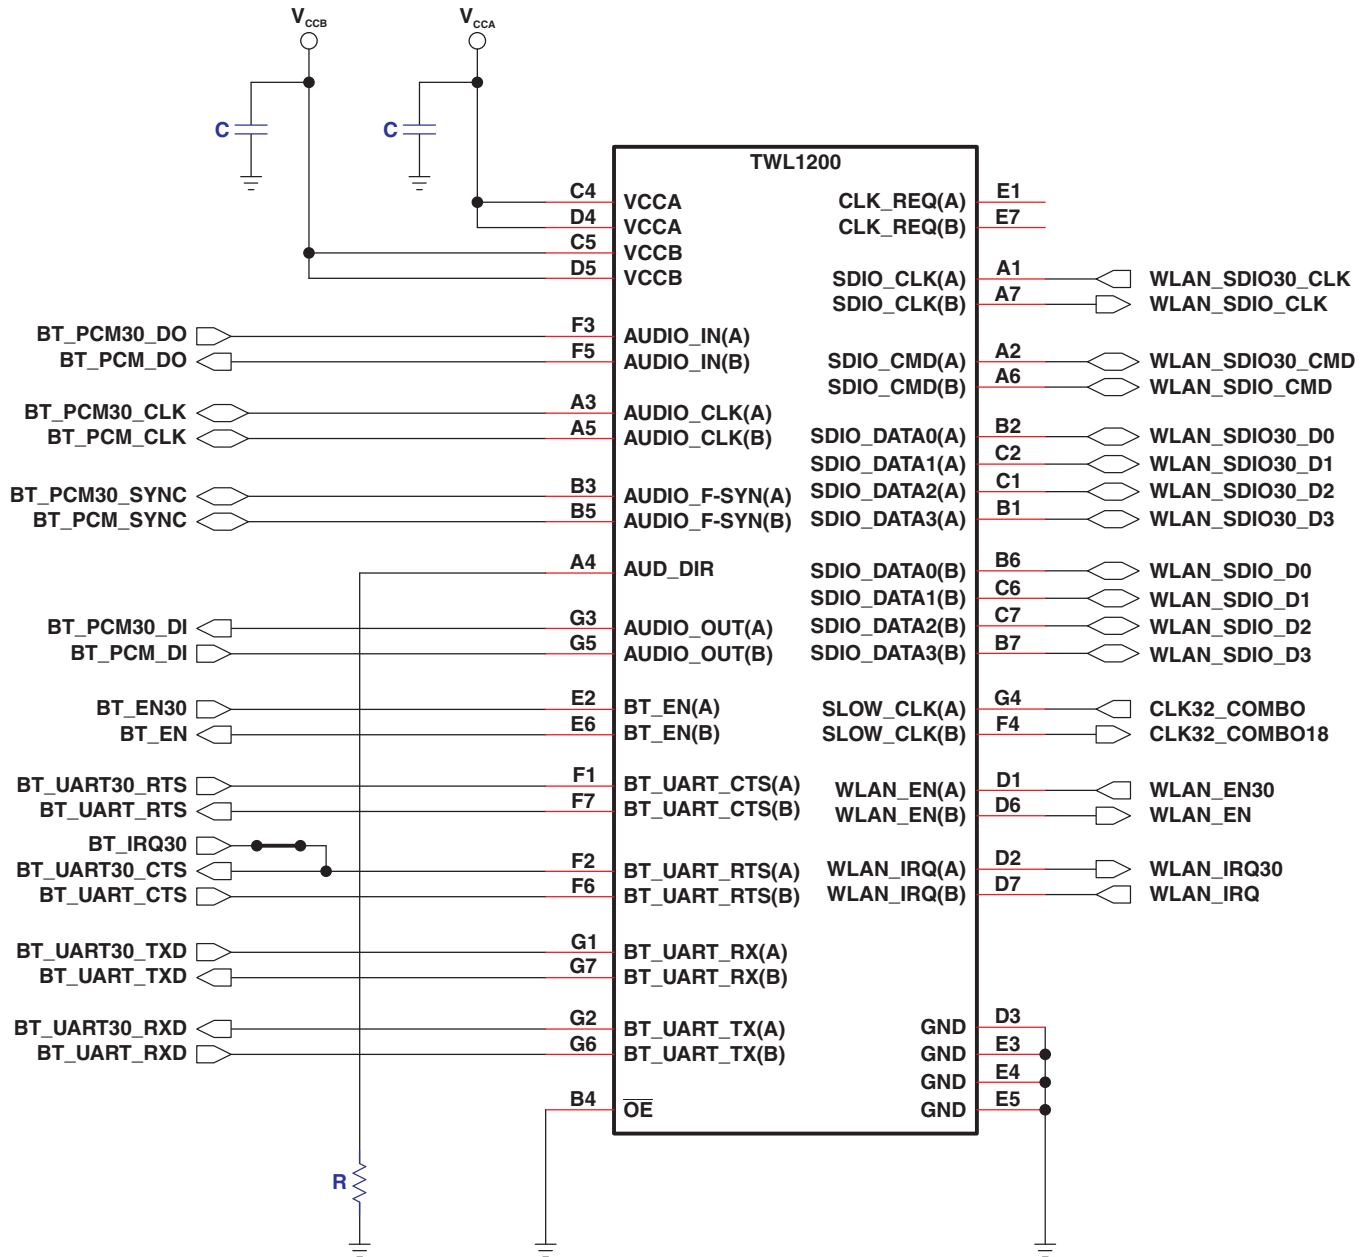 VCCB
VCCA
C
C
TWL1200
C4 VCCA
D4 VCCA
C5 VCCB
D5 VCCB
BT_PCM30_DO F3 AUDIO_IN(A)
BT_PCM_DO F5 AUDIO_IN(B)
BT_PCM30_CLK A3 AUDIO_CLK(A)
BT_PCM_CLK A5 AUDIO_CLK(B)
BT_PCM30_SYNC B3 AUDIO_F-SYN(A)
BT_PCM_SYNC B5 AUDIO_F-SYN(B)
A4 AUD_DIR
BT_PCM30_DI G3 AUDIO_OUT(A)
BT_PCM_DI G5 AUDIO_OUT(B)
BT_EN30 E2 BT_EN(A)
BT_EN E6 BT_EN(B)
BT_UART30_RTS F1 BT_UART_CTS(A)
BT_UART_RTS F7 BT_UART_CTS(B)
BT_IRQ30
BT_UART30_CTS F2 BT_UART_RTS(A)
BT_UART_CTS F6 BT_UART_RTS(B)
BT_UART30_TXD G1 BT_UART_RX(A)
BT_UART_TXD G7 BT_UART_RX(B)
BT_UART30_RXD G2 BT_UART_TX(A)
BT_UART_RXD G6 BT_UART_TX(B)
B4 OE
R
CLK_REQ(A) E1
CLK_REQ(B) E7
SDIO_CLK(A) A1 WLAN_SDIO30_CLK
SDIO_CLK(B) A7 WLAN_SDIO_CLK
SDIO_CMD(A) A2 WLAN_SDIO30_CMD
SDIO_CMD(B) A6 WLAN_SDIO_CMD
SDIO_DATA0(A) B2 WLAN_SDIO30_D0
SDIO_DATA1(A) C2 WLAN_SDIO30_D1
SDIO_DATA2(A) C1 WLAN_SDIO30_D2
SDIO_DATA3(A) B1 WLAN_SDIO30_D3
SDIO_DATA0(B) B6 WLAN_SDIO_D0
SDIO_DATA1(B) C6 WLAN_SDIO_D1
SDIO_DATA2(B) C7 WLAN_SDIO_D2
SDIO_DATA3(B) B7 WLAN_SDIO_D3
SLOW_CLK(A) G4 CLK32_COMBO
SLOW_CLK(B) F4 CLK32_COMBO18
WLAN_EN(A) D1 WLAN_EN30
WLAN_EN(B) D6 WLAN_EN
WLAN_IRQ(A) D2 WLAN_IRQ30
WLAN_IRQ(B) D7 WLAN_IRQ
GND D3
GND E3
GND E4
GND E5